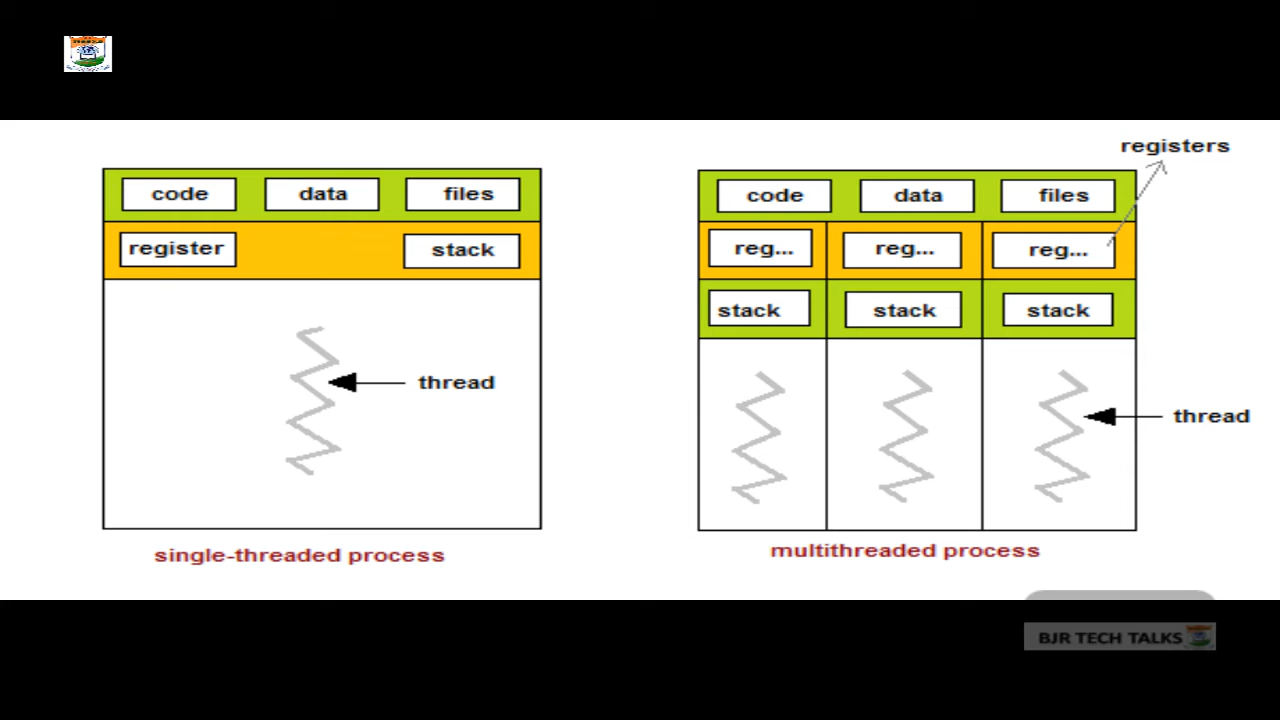 registers
code data files
register stack
thread
single-threaded process
code data files
reg... reg... reg...
stack stack stack
thread
multithreaded process
BJR TECH TALKS